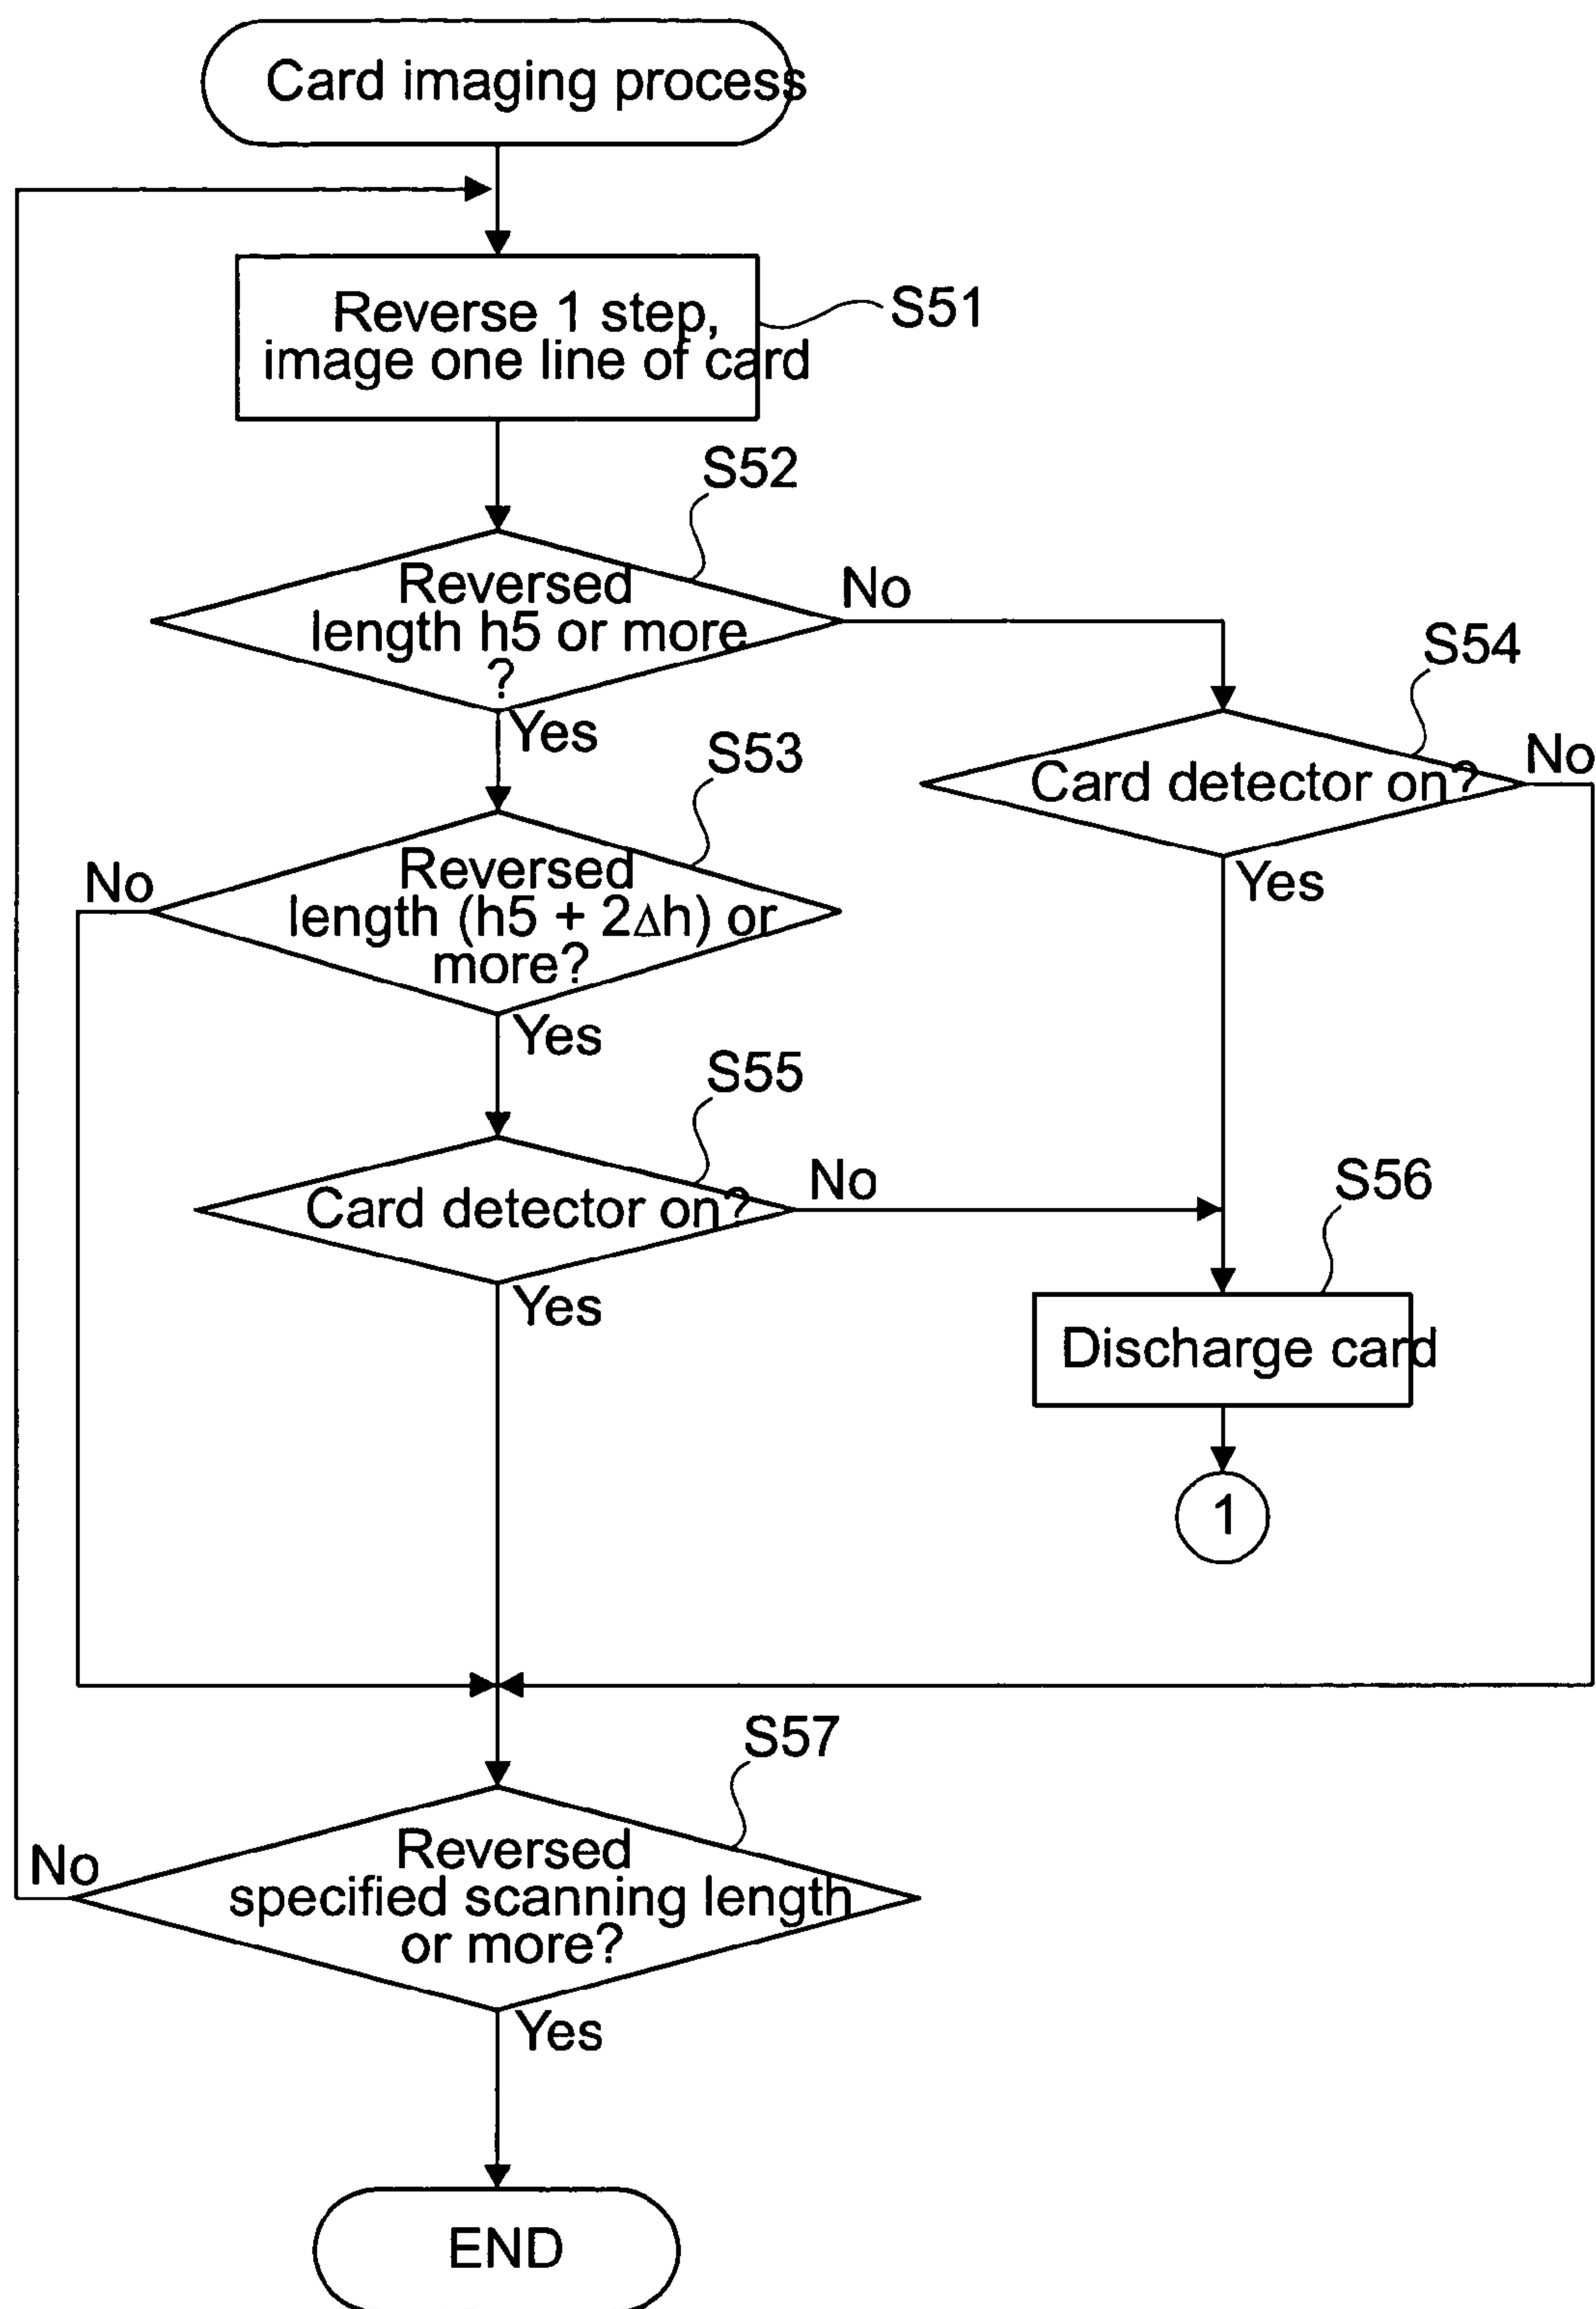 Card imaging process
Reverse 1 step,
image one line of card
S51
S52
Reversed
length h5 or more
?
No
Yes
S54
Card detector on?
No
Yes
S53
Reversed
length (h5 + 2Δh) or
more?
No
Yes
S55
Card detector on?
No
Yes
S56
Discharge card
1
S57
Reversed
specified scanning length
or more?
No
Yes
END